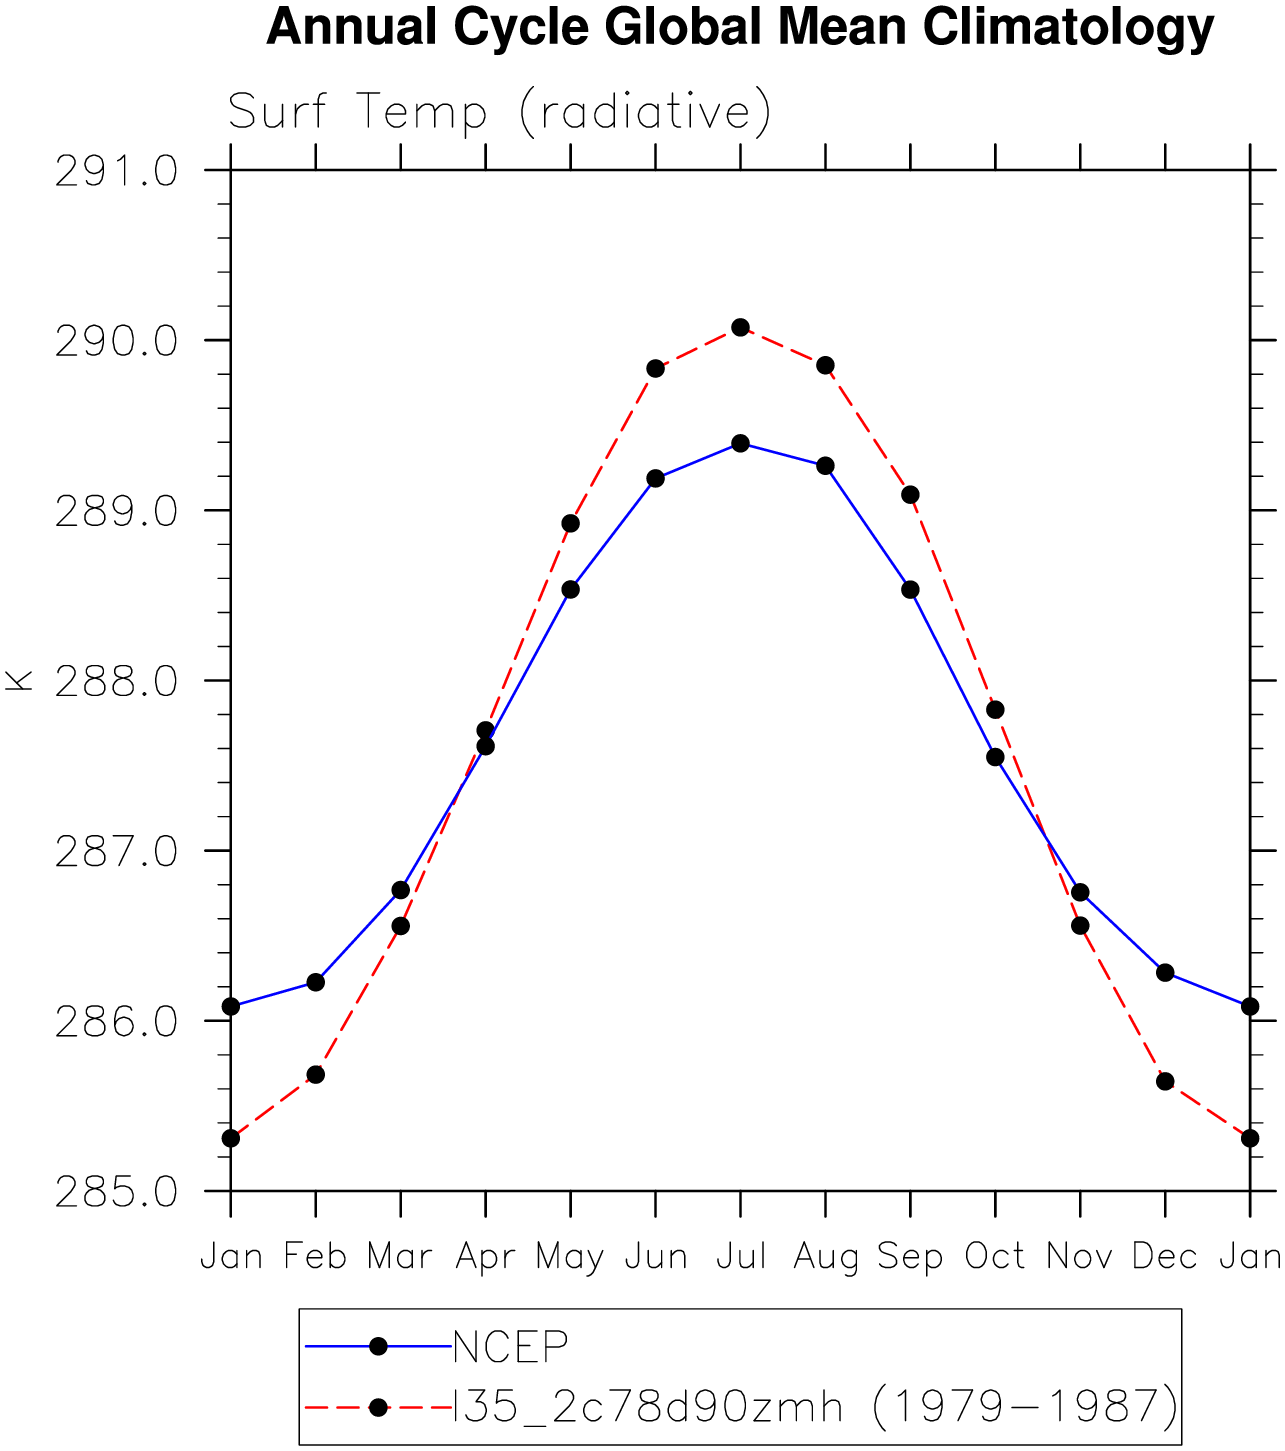 Annual Cycle Global Mean Climatology
Surf Temp (radiative)
291.0
290.0
289.0
288.0
287.0
286.0
285.0
K
Jan Feb Mar Apr May Jun Jul Aug Sep Oct Nov Dec Jan
NCEP
I35_2c78d90zmh (1979-1987)